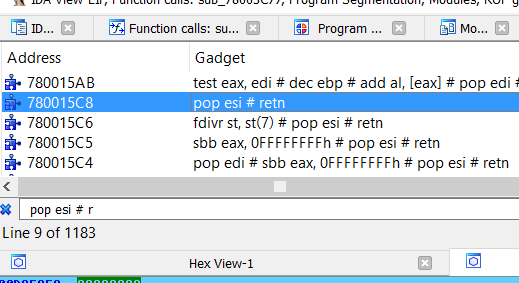 IDA View-EIP, Function calls: sub_78005C77, Program Segmentation, Modules, ROP g
ID...
Function calls: su...
Program ...
Mo...
Address Gadget
780015AB test eax, edi # dec ebp # add al, [eax] # pop edi #
780015C8 pop esi # retn
780015C6 fdivr st, st(7) # pop esi # retn
780015C5 sbb eax, 0FFFFFFFFh # pop esi # retn
780015C4 pop edi # sbb eax, 0FFFFFFFFh # pop esi # retn
pop esi # r
Line 9 of 1183
Hex View-1